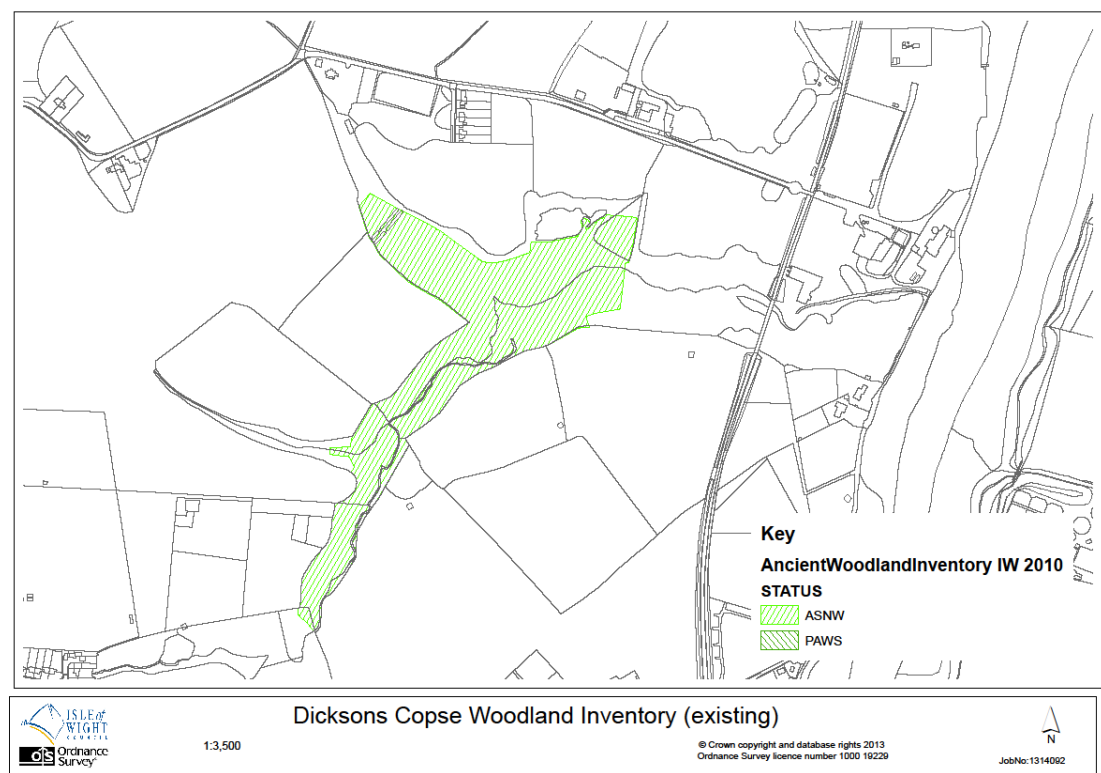 Key
AncientWoodlandInventory IW 2010
STATUS
ASNW
PAWS
ISLE of
WIGHT
COUNCIL
OS Ordnance
Survey
1:3,500
Dicksons Copse Woodland Inventory (existing)
© Crown copyright and database rights 2013
Ordnance Survey licence number 1000 19229
N
JobNo:1314092